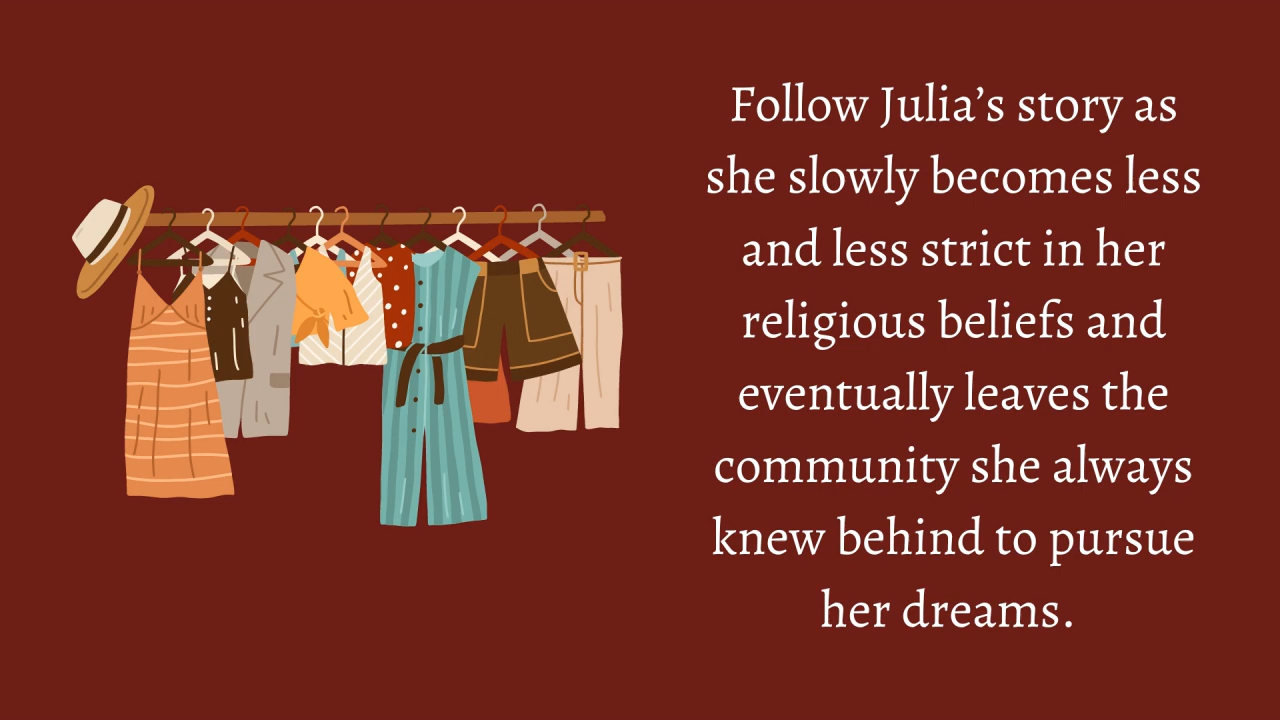 Follow Julia’s story as
she slowly becomes less
and less strict in her
religious beliefs and
eventually leaves the
community she always
knew behind to pursue
her dreams.